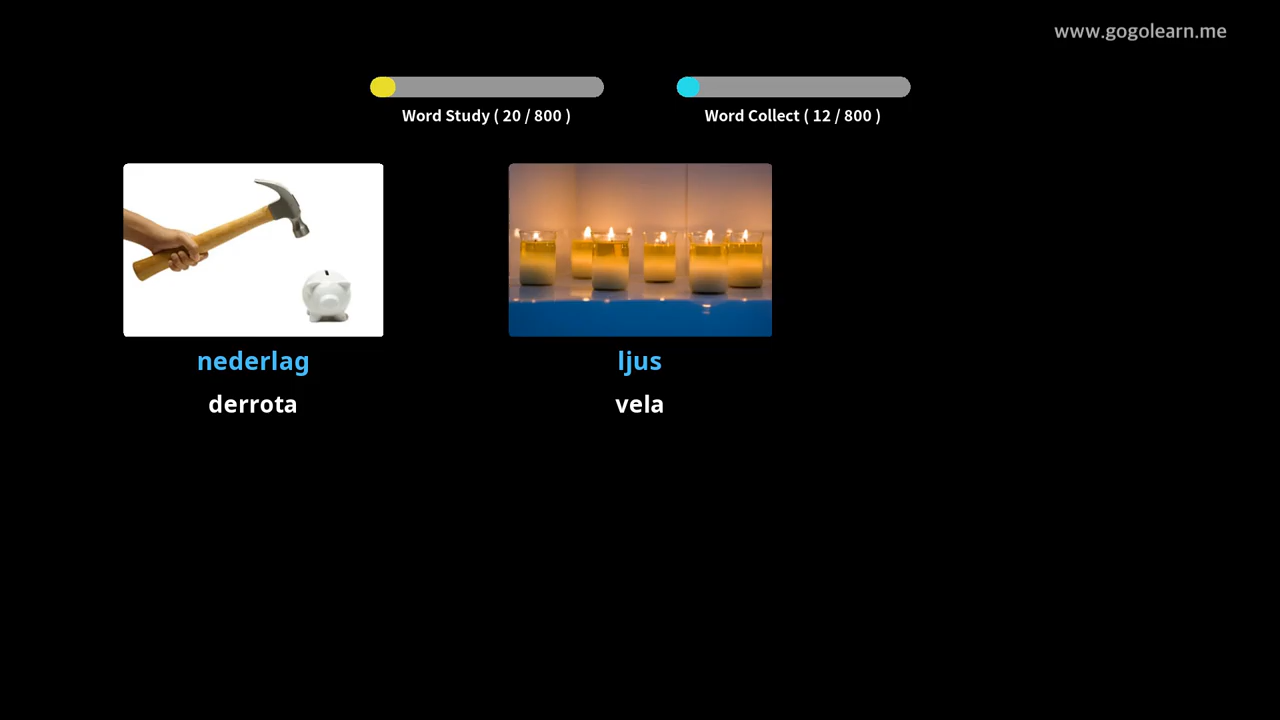 www.gogolearn.me
Word Study ( 20 / 800 )
Word Collect ( 12 / 800 )
nederlag
ljus
derrota
vela